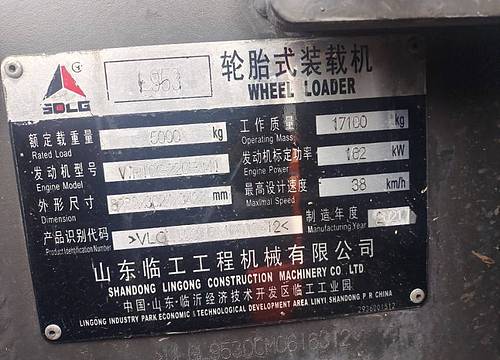 SDLG
L953
轮胎式装载机
WHEEL LOADER
额定载重量 5000 kg
Rated Load
工作质量 17100 kg
Operating Mass
发动机型号
Engine Model
发动机标定功率 162 kW
Engine Power
外形尺寸 mm
Dimension
最高设计速度 38 km/h
Maximal Speed
产品识别代码 >VLG 12<
Product Identification Number
制造年度
Manufacturing Year
山东临工工程机械有限公司
SHANDONG LINGONG CONSTRUCTION MACHINERY CO LTD
中国·山东·临沂经济技术开发区临工工业园
LINGONG INDUSTRY PARK ECONOMIC & TECHNOLOGICAL DEVELOPMENT AREA LINYI SHANDONG P R CHINA